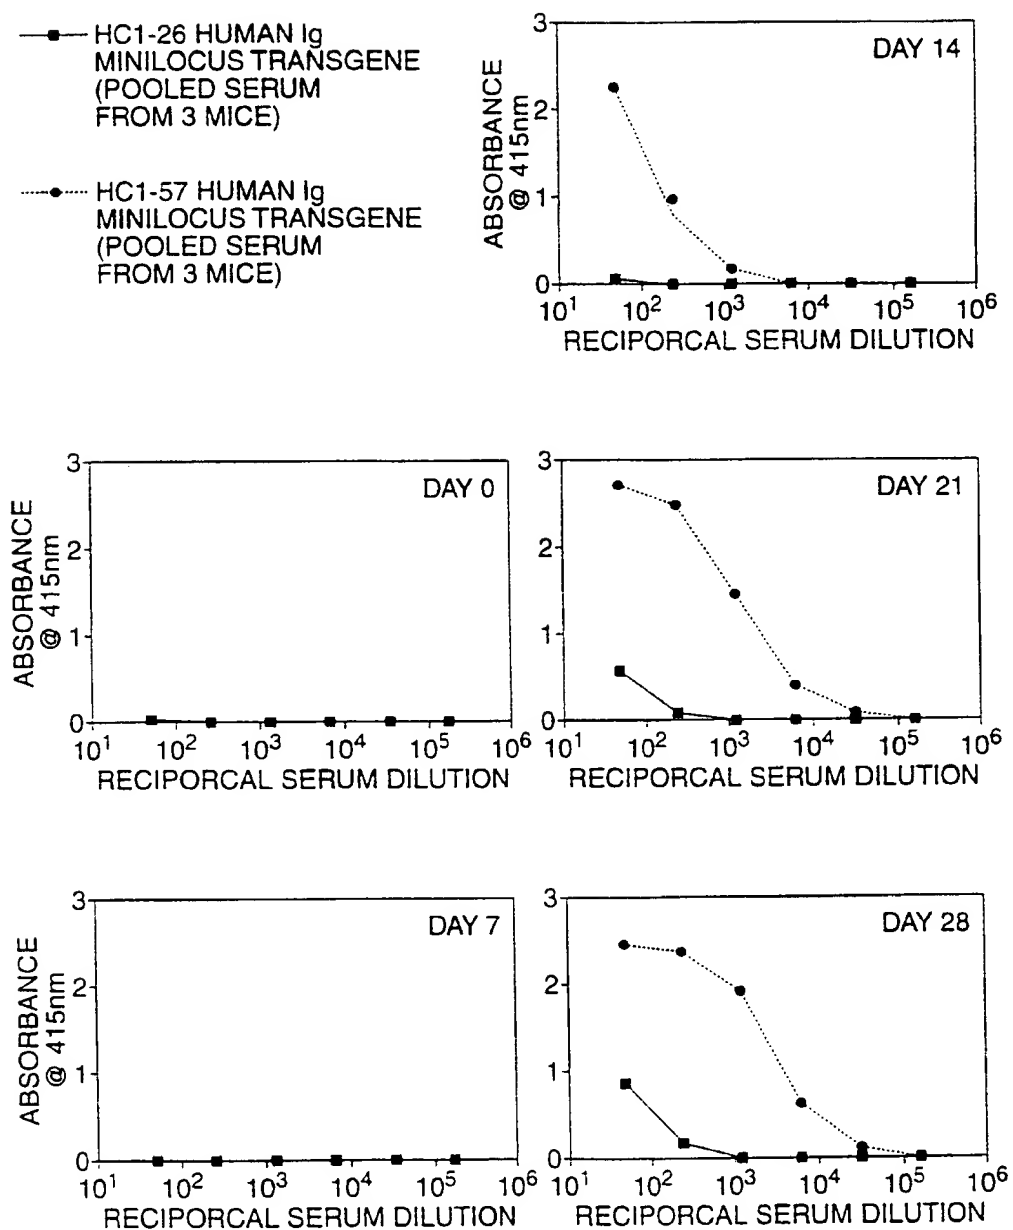 HC1-26 HUMAN Ig
MINILOCUS TRANSGENE
(POOLED SERUM
FROM 3 MICE)
HC1-57 HUMAN Ig
MINILOCUS TRANSGENE
(POOLED SERUM
FROM 3 MICE)
DAY 14
ABSORBANCE
@ 415nm
3
2
1
0
10¹ 10² 10³ 10⁴ 10⁵ 10⁶
RECIPORCAL SERUM DILUTION
DAY 0
ABSORBANCE
@ 415nm
3
2
1
0
10¹ 10² 10³ 10⁴ 10⁵ 10⁶
RECIPORCAL SERUM DILUTION
DAY 21
3
2
1
0
10¹ 10² 10³ 10⁴ 10⁵ 10⁶
RECIPORCAL SERUM DILUTION
DAY 7
ABSORBANCE
@ 415nm
3
2
1
0
10¹ 10² 10³ 10⁴ 10⁵ 10⁶
RECIPORCAL SERUM DILUTION
DAY 28
3
2
1
0
10¹ 10² 10³ 10⁴ 10⁵ 10⁶
RECIPORCAL SERUM DILUTION